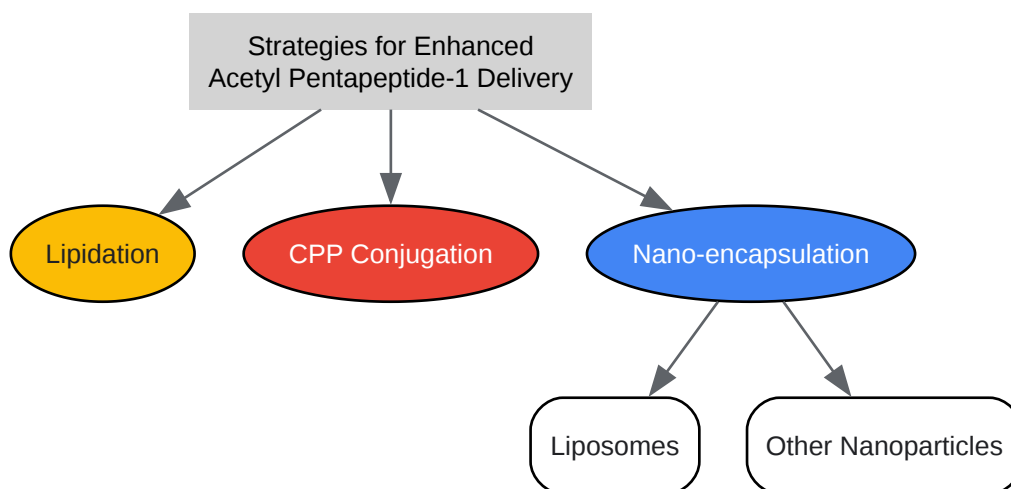 Strategies for Enhanced
Acetyl Pentapeptide-1 Delivery
Lipidation
CPP Conjugation
Nano-encapsulation
Liposomes
Other Nanoparticles